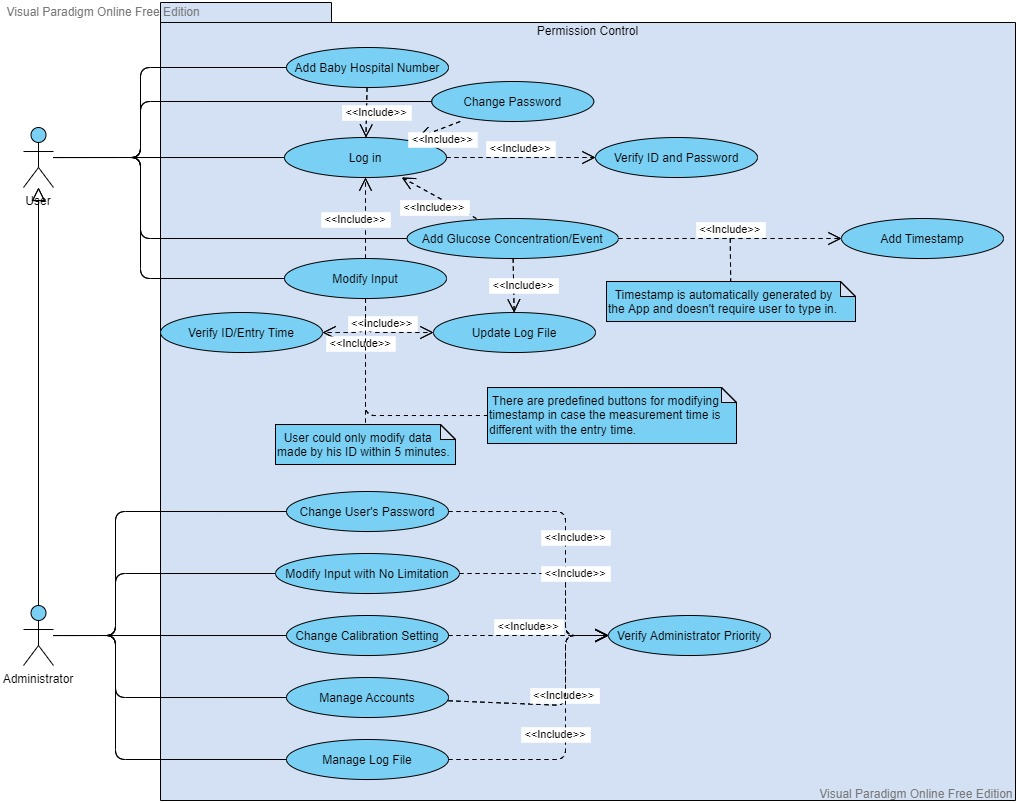 Visual Paradigm Online Free Edition
Permission Control
Add Baby Hospital Number
Change Password
<<Include>>
<<Include>>
<<Include>>
User
Log in
Verify ID and Password
<<Include>>
<<Include>>
<<Include>>
Add Glucose Concentration/Event
Add Timestamp
Modify Input
<<Include>>
Timestamp is automatically generated by
the App and doesn't require user to type in.
<<Include>>
Verify ID/Entry Time
Update Log File
<<Include>>
There are predefined buttons for modifying
timestamp in case the measurement time is
different with the entry time.
User could only modify data
made by his ID within 5 minutes.
Change User's Password
<<Include>>
Modify Input with No Limitation
<<Include>>
Administrator
Change Calibration Setting
<<Include>>
Verify Administrator Priority
Manage Accounts
<<Include>>
<<Include>>
Manage Log File
Visual Paradigm Online Free Edition